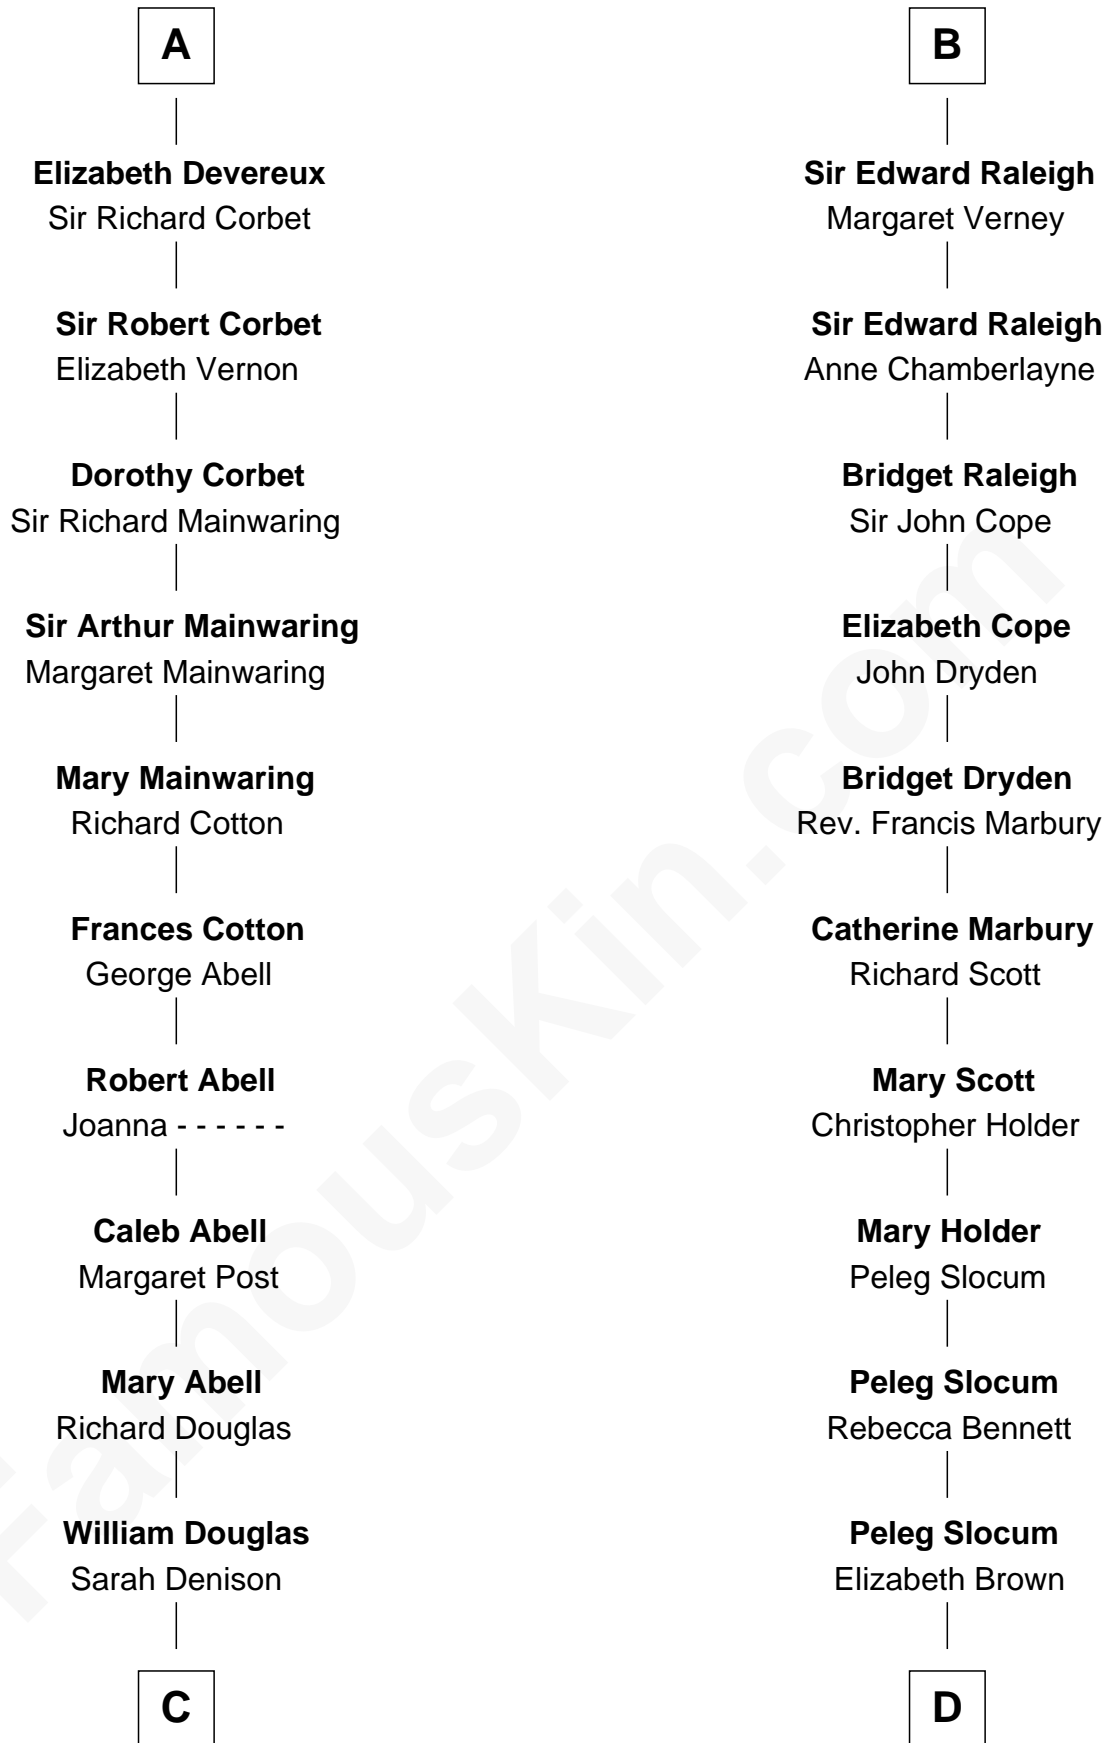 A
Elizabeth Devereux
Sir Richard Corbet
Sir Robert Corbet
Elizabeth Vernon
Dorothy Corbet
Sir Richard Mainwaring
Sir Arthur Mainwaring
Margaret Mainwaring
Mary Mainwaring
Richard Cotton
Frances Cotton
George Abell
Robert Abell
Joanna - - - - - -
Caleb Abell
Margaret Post
Mary Abell
Richard Douglas
William Douglas
Sarah Denison
C
B
Sir Edward Raleigh
Margaret Verney
Sir Edward Raleigh
Anne Chamberlayne
Bridget Raleigh
Sir John Cope
Elizabeth Cope
John Dryden
Bridget Dryden
Rev. Francis Marbury
Catherine Marbury
Richard Scott
Mary Scott
Christopher Holder
Mary Holder
Peleg Slocum
Peleg Slocum
Rebecca Bennett
Peleg Slocum
Elizabeth Brown
D
FamousKin.com